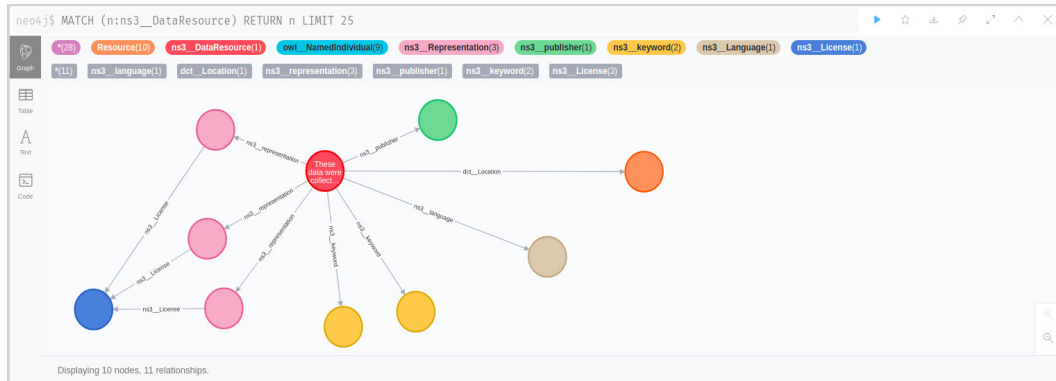 neo4j$ MATCH (n:ns3__DataResource) RETURN n LIMIT 25
*(28) Resource(10) ns3__DataResource(1) owl__NamedIndividual(9) ns3__Representation(3) ns3__publisher(1) ns3__keyword(2) ns3__Language(1) ns3__License(1)
*(11) ns3__language(1) dct__Location(1) ns3__representation(3) ns3__publisher(1) ns3__keyword(2) ns3__License(3)
Graph
Table
Text
Code
ns3__representation
ns3__publisher
These
data were
collect...
dct__Location
ns3__License
ns3__representation
ns3__language
ns3__representation
ns3__keyword
ns3__keyword
ns3__License
ns3__License
Displaying 10 nodes, 11 relationships.